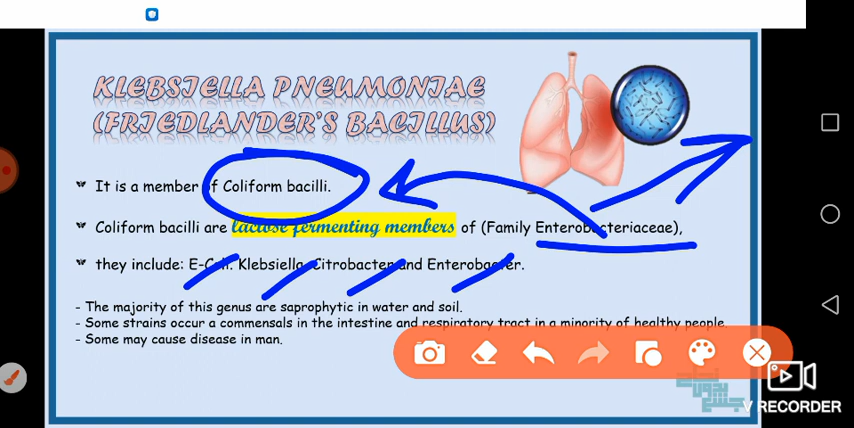 KLEBSIELLA PNEUMONIAE
(FRIEDLANDER'S BACILLUS)
It is a member of Coliform bacilli.
Coliform bacilli are lactose fermenting members of (Family Enterobacteriaceae),
they include: E-Coli. Klebsiella, Citrobacter and Enterobacter.
- The majority of this genus are saprophytic in water and soil.
- Some strains occur a commensals in the intestine and respiratory tract in a minority of healthy people.
- Some may cause disease in man.
V RECORDER